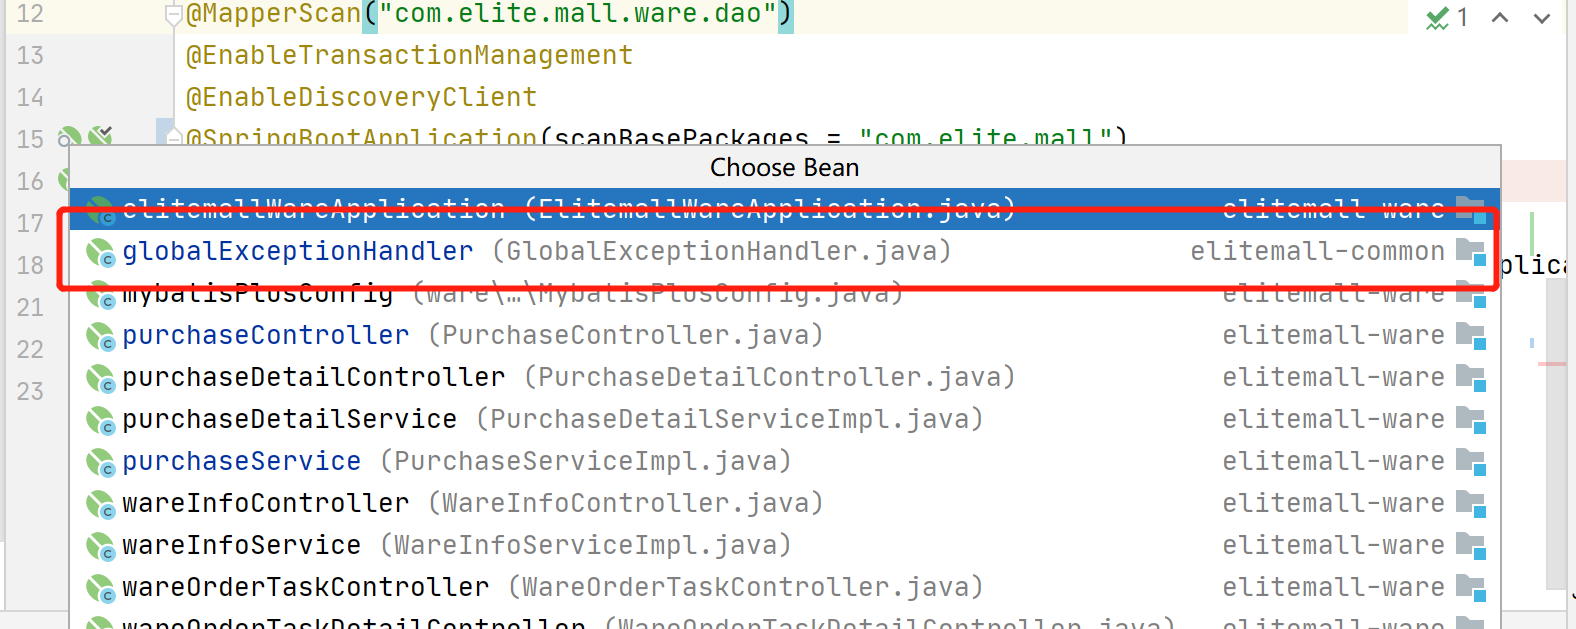 12 @MapperScan("com.elite.mall.ware.dao")
1
13 @EnableTransactionManagement
14 @EnableDiscoveryClient
15 @SpringBootApplication(scanBasePackages = "com.elite.mall")
Choose Bean
16 elitemallWareApplication (ElitemallWareApplication.java) elitemall-ware
17 globalExceptionHandler (GlobalExceptionHandler.java) elitemall-common
18 mybatisPlusConfig (ware\…\MybatisPlusConfig.java) elitemall-ware
21 purchaseController (PurchaseController.java) elitemall-ware
22 purchaseDetailController (PurchaseDetailController.java) elitemall-ware
23 purchaseDetailService (PurchaseDetailServiceImpl.java) elitemall-ware
purchaseService (PurchaseServiceImpl.java) elitemall-ware
wareInfoController (WareInfoController.java) elitemall-ware
wareInfoService (WareInfoServiceImpl.java) elitemall-ware
wareOrderTaskController (WareOrderTaskController.java) elitemall-ware
wareOrderTaskDetailController (WareOrderTaskDetailController.java) elitemall-ware